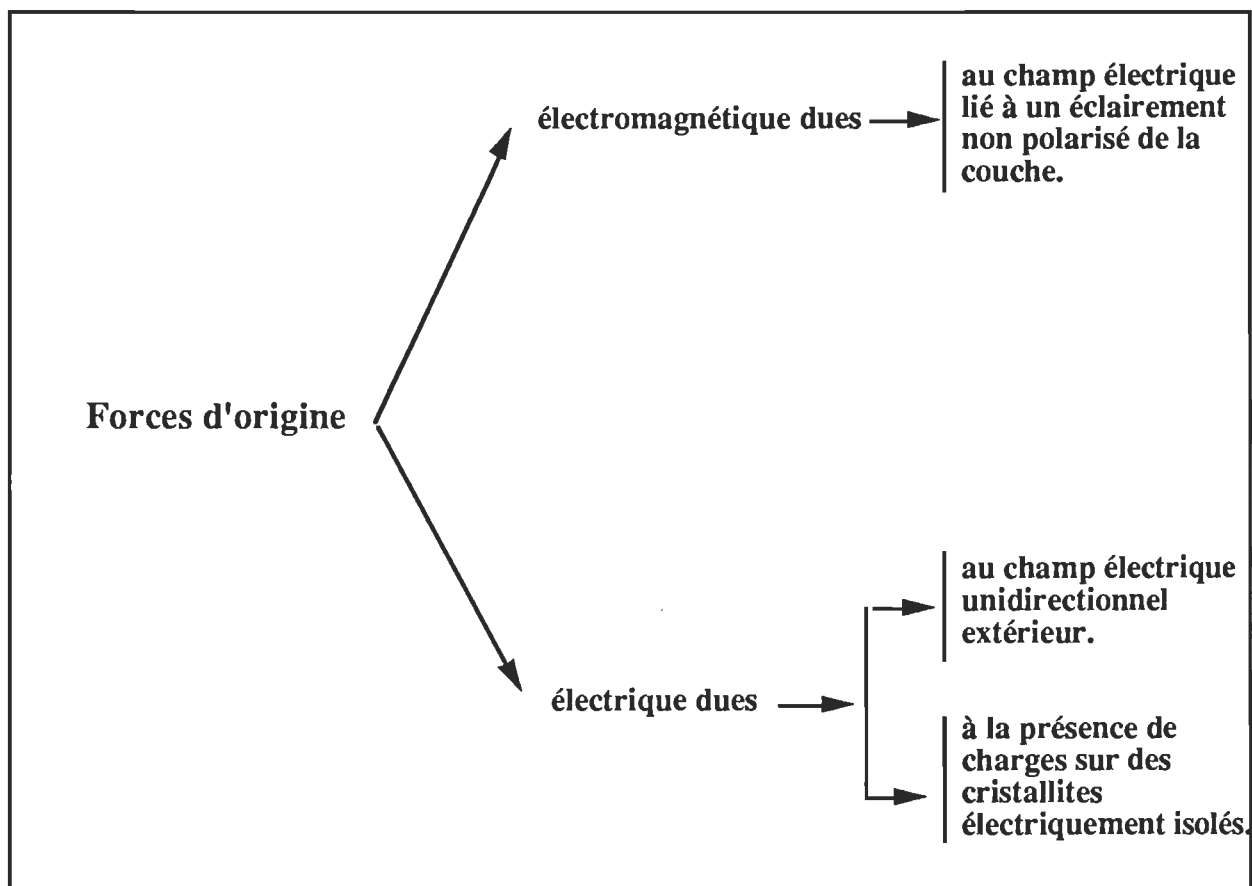 au champ électrique
lié à un éclairement
non polarisé de la
couche.
électromagnétique dues
Forces d'origine
au champ électrique
unidirectionnel
extérieur.
électrique dues
à la présence de
charges sur des
cristallites
électriquement isolés.